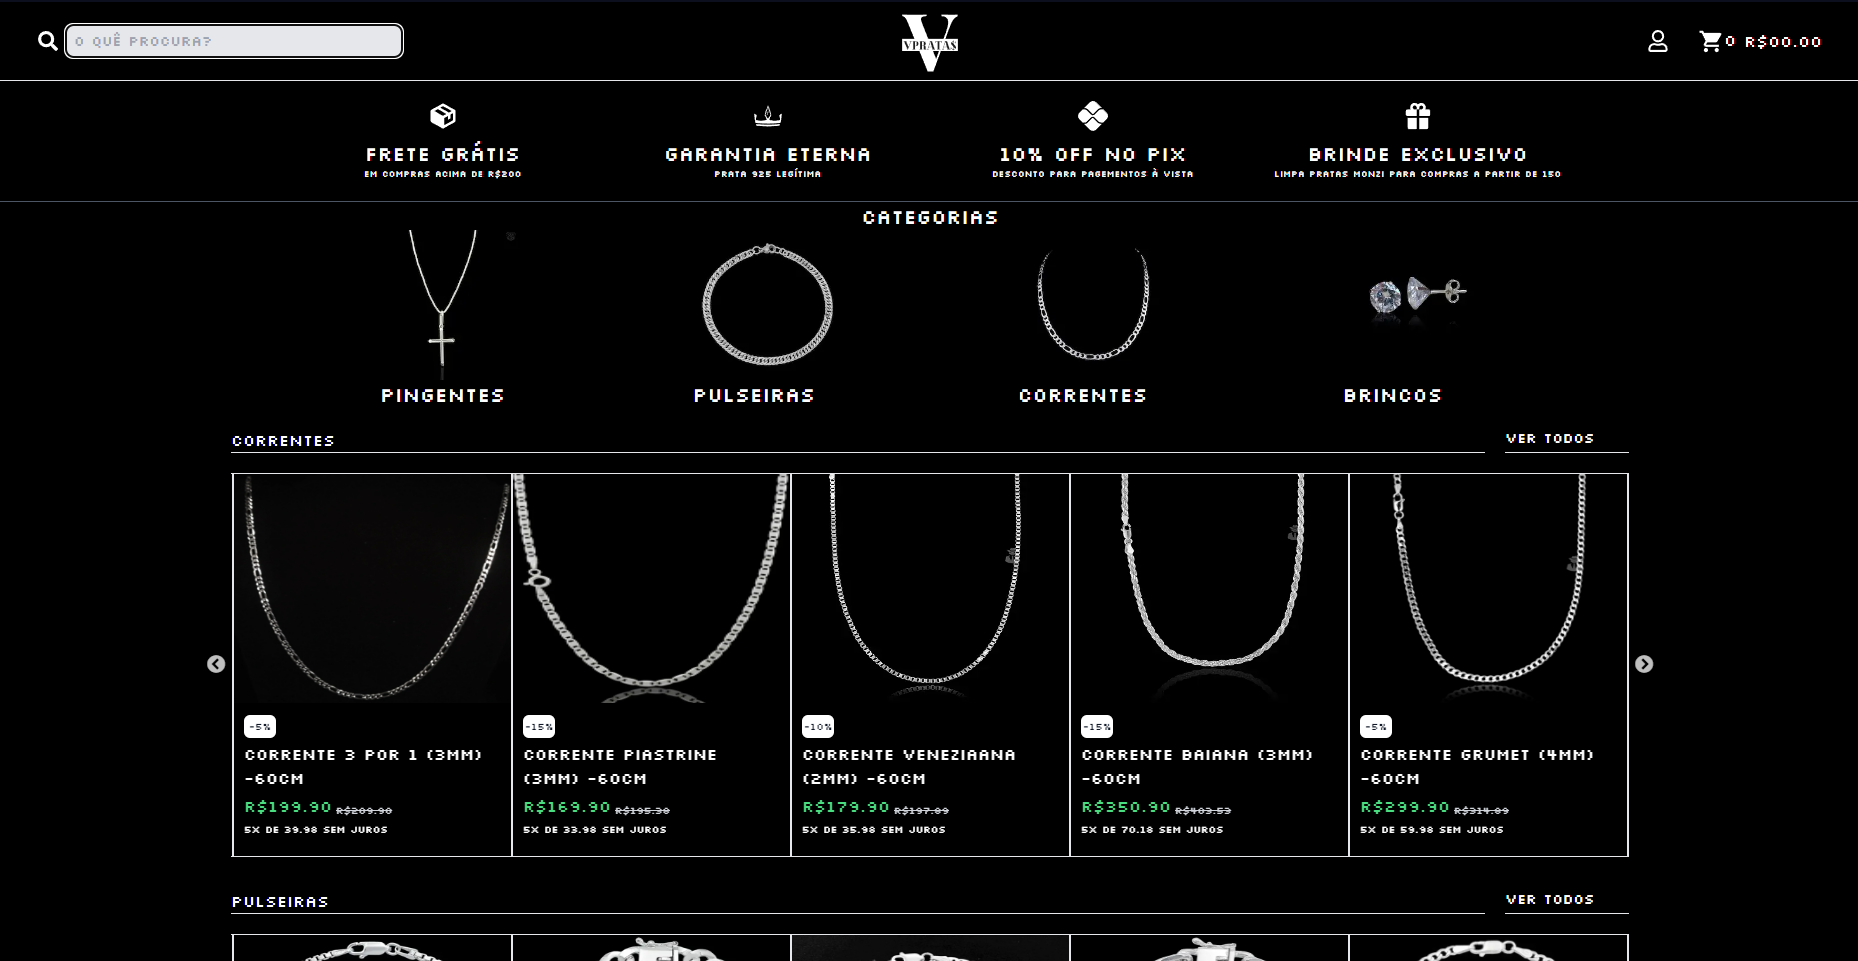 O QUÊ PROCURA?
VPRATAS
0 R$00.00
FRETE GRÁTIS
EM COMPRAS ACIMA DE R$200
GARANTIA ETERNA
PRATA 925 LEGÍTIMA
10% OFF NO PIX
DESCONTO PARA PAGEMENTOS À VISTA
BRINDE EXCLUSIVO
LIMPA PRATAS MONZI PARA COMPRAS A PARTIR DE 150
CATEGORIAS
PINGENTES
PULSEIRAS
CORRENTES
BRINCOS
CORRENTES
VER TODOS
-5%
CORRENTE 3 POR 1 (3MM)
-60CM
R$199.90 R$209.90
5X DE 39.98 SEM JUROS
-15%
CORRENTE PIASTRINE
(3MM) -60CM
R$169.90 R$195.38
5X DE 33.98 SEM JUROS
-10%
CORRENTE VENEZIAANA
(2MM) -60CM
R$179.90 R$197.89
5X DE 35.98 SEM JUROS
-15%
CORRENTE BAIANA (3MM)
-60CM
R$350.90 R$403.53
5X DE 70.18 SEM JUROS
-5%
CORRENTE GRUMET (4MM)
-60CM
R$299.90 R$314.89
5X DE 59.98 SEM JUROS
PULSEIRAS
VER TODOS